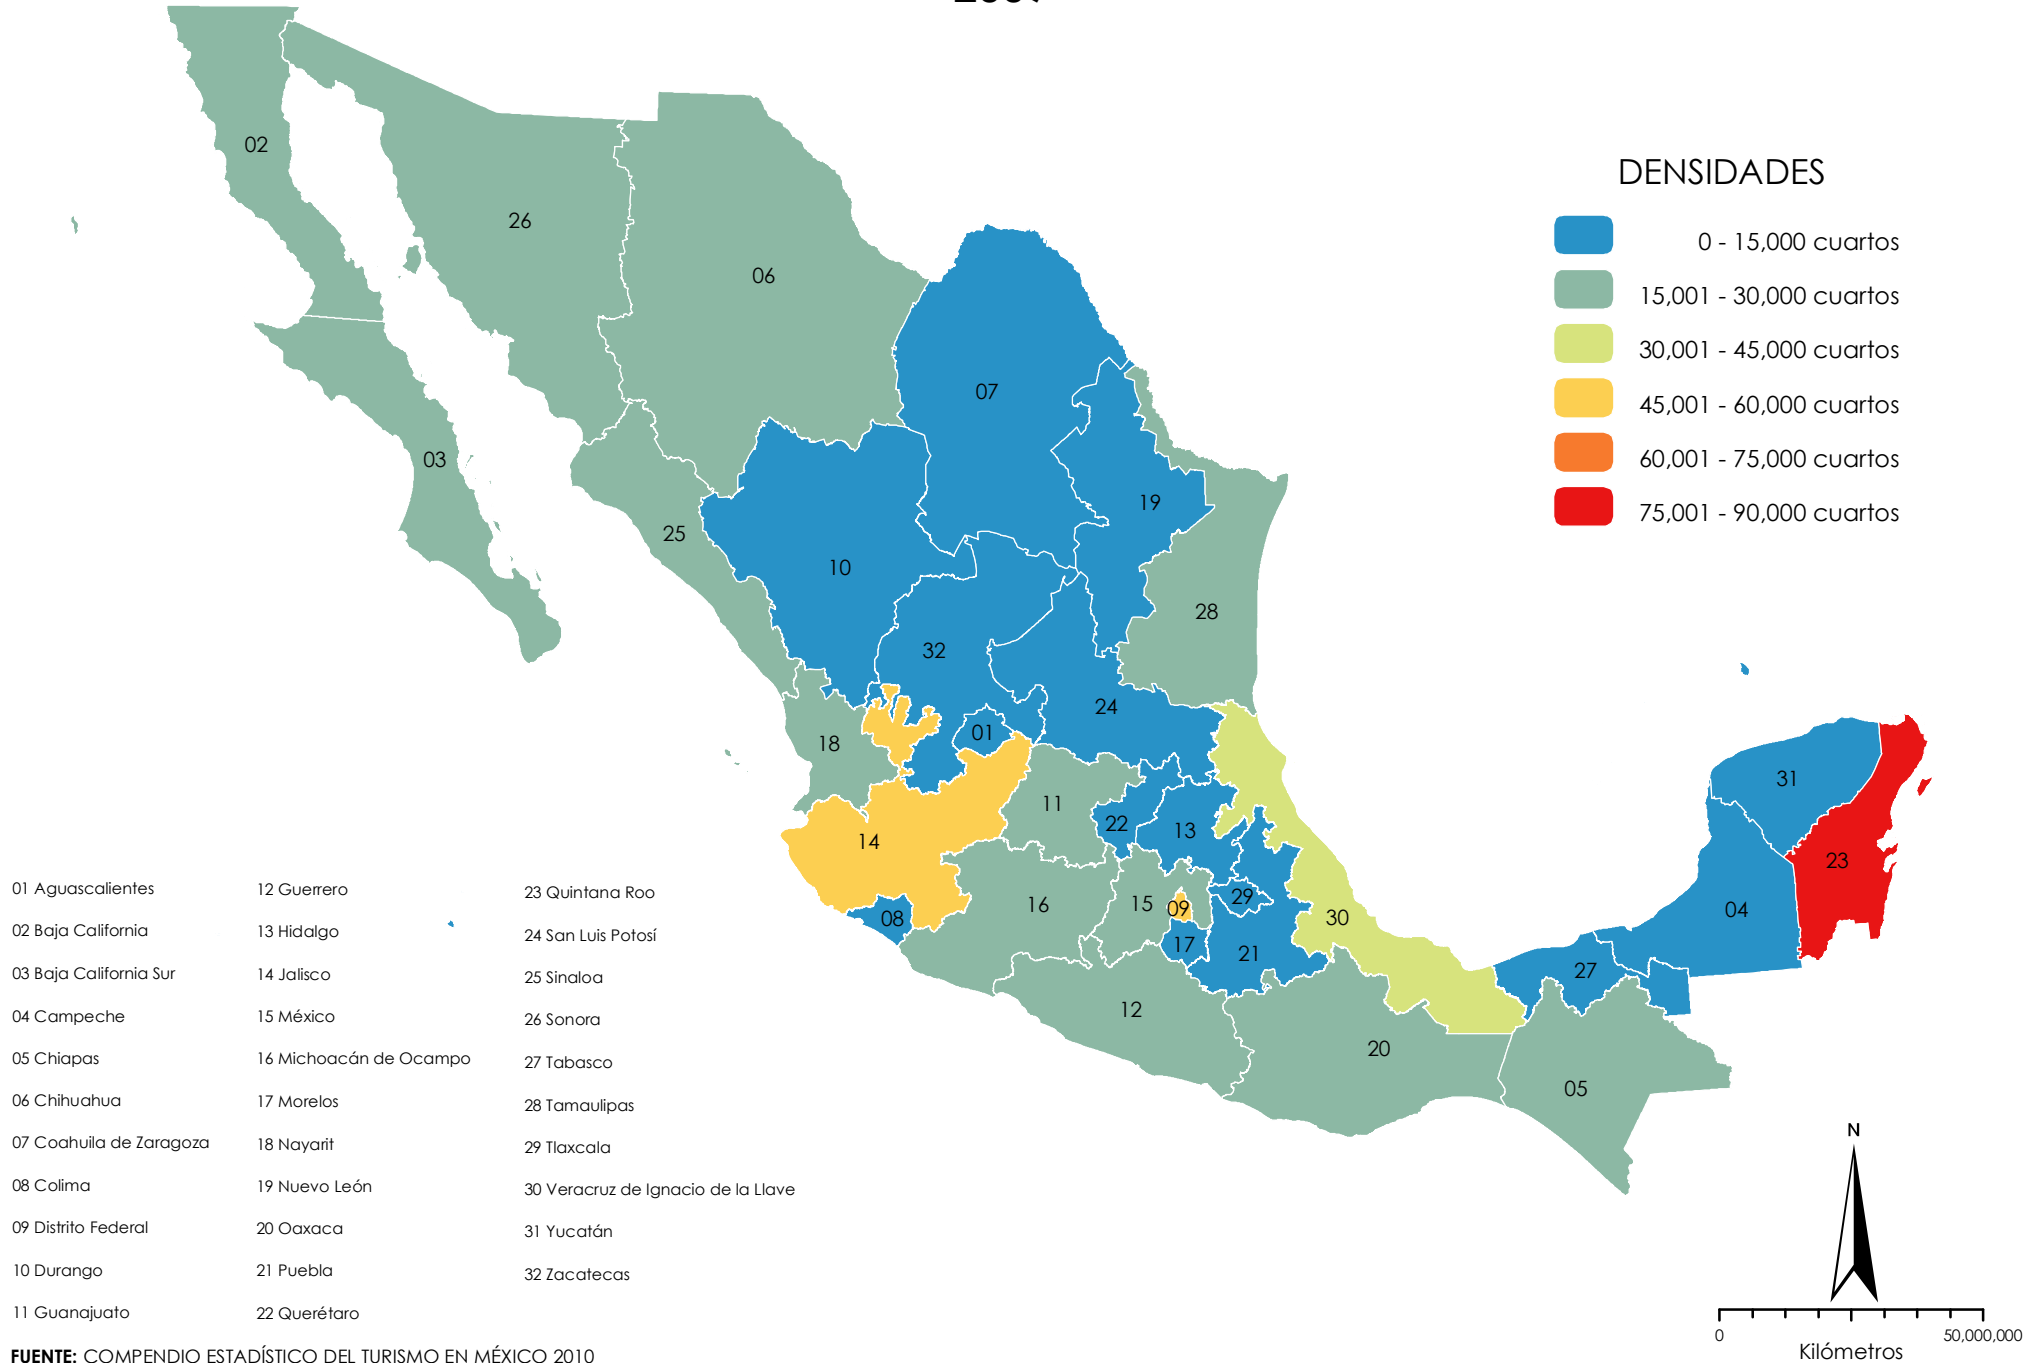 02
26
06
07
03
19
25
10
28
32
24
01
18
31
11
22
13
14
23
29
16
15
09
04
08
30
17
21
27
12
20
05
DENSIDADES
0 - 15,000 cuartos
15,001 - 30,000 cuartos
30,001 - 45,000 cuartos
45,001 - 60,000 cuartos
60,001 - 75,000 cuartos
75,001 - 90,000 cuartos
01 Aguascalientes
02 Baja California
03 Baja California Sur
04 Campeche
05 Chiapas
06 Chihuahua
07 Coahuila de Zaragoza
08 Colima
09 Distrito Federal
10 Durango
11 Guanajuato
12 Guerrero
13 Hidalgo
14 Jalisco
15 México
16 Michoacán de Ocampo
17 Morelos
18 Nayarit
19 Nuevo León
20 Oaxaca
21 Puebla
22 Querétaro
23 Quintana Roo
24 San Luis Potosí
25 Sinaloa
26 Sonora
27 Tabasco
28 Tamaulipas
29 Tlaxcala
30 Veracruz de Ignacio de la Llave
31 Yucatán
32 Zacatecas
N
0 50,000,000
Kilómetros
FUENTE: COMPENDIO ESTADÍSTICO DEL TURISMO EN MÉXICO 2010